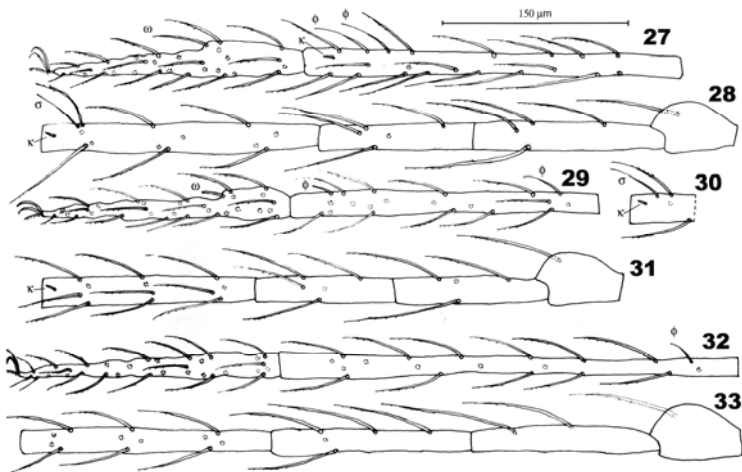 ω φ φ κ 150 μm 27
σ κ 28
ω φ φ 29 σ κ 30
κ 31
φ 32
33